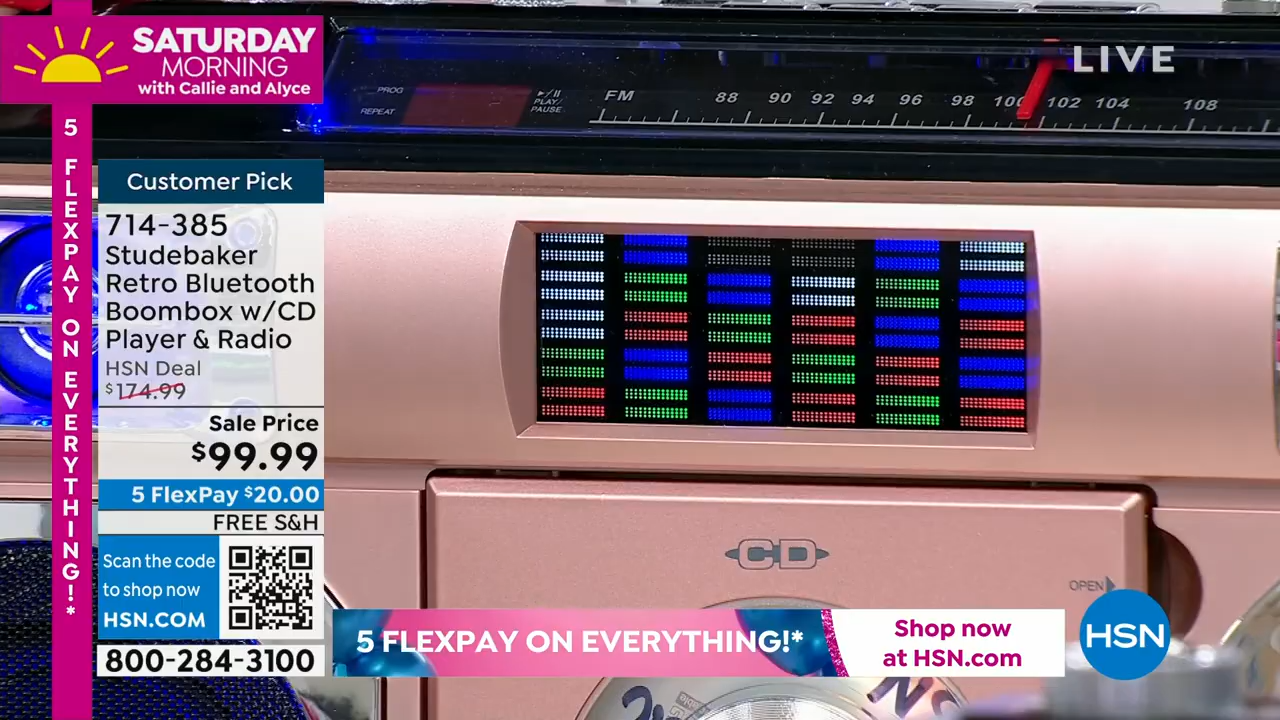 SATURDAY
MORNING
with Callie and Alyce
LIVE
PROG
REPEAT
►/II
PLAY/
PAUSE
FM 88 90 92 94 96 98 100 102 104 108
5 FLEXPAY ON EVERYTHING!*
Customer Pick
714-385
Studebaker
Retro Bluetooth
Boombox w/CD
Player & Radio
HSN Deal
$174.99
Sale Price
$99.99
5 FlexPay $20.00
FREE S&H
Scan the code
to shop now
HSN.COM
800-284-3100
CD
OPEN
5 FLEXPAY ON EVERYTHING!*
Shop now
at HSN.com
HSN